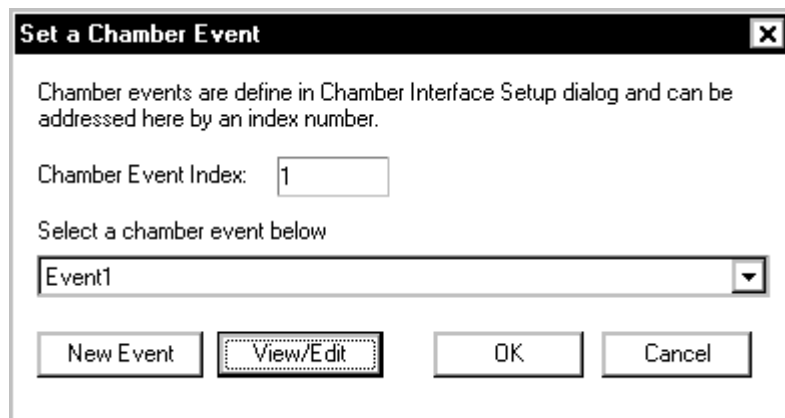 Set a Chamber Event
Chamber events are define in Chamber Interface Setup dialog and can be
addressed here by an index number.
Chamber Event Index: 1
Select a chamber event below
Event1
New Event View/Edit OK Cancel